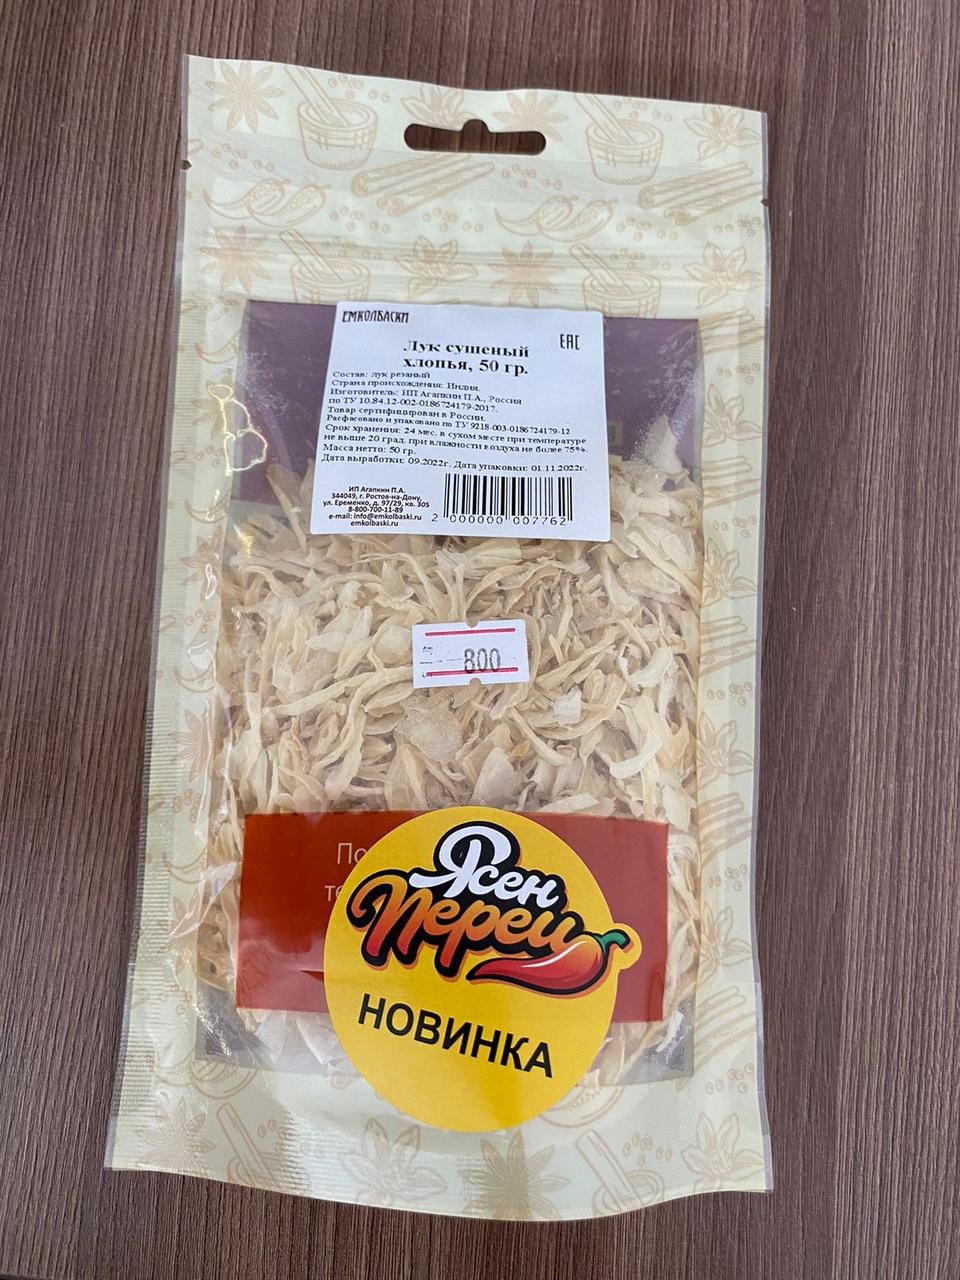 ЕМКОЛБАСКИ
EAC
Лук сушеный
хлопья, 50 гр.
Состав: лук резаный
Страна происхождения: Индия.
Изготовитель: ИП Агапкин П.А., Россия
по ТУ 10.84.12-002-0186724179-2017.
Товар сертифицирован в России.
Расфасовано и упаковано по ТУ 9218-003-0186724179-12
Срок хранения: 24 мес. в сухом месте при температуре
не выше 20 град. при влажности воздуха не более 75%.
Масса нетто: 50 гр.
Дата выработки: 09.2022г. Дата упаковки: 01.11.2022г.
ИП Агапкин П.А.
344049, г. Ростов-на-Дону,
ул. Еременко, д. 97/29, кв. 305
8-800-700-11-89
e-mail: info@emkolbaski.ru
emkolbaski.ru
2 000000 007762
800
Ясен
Перец
НОВИНКА